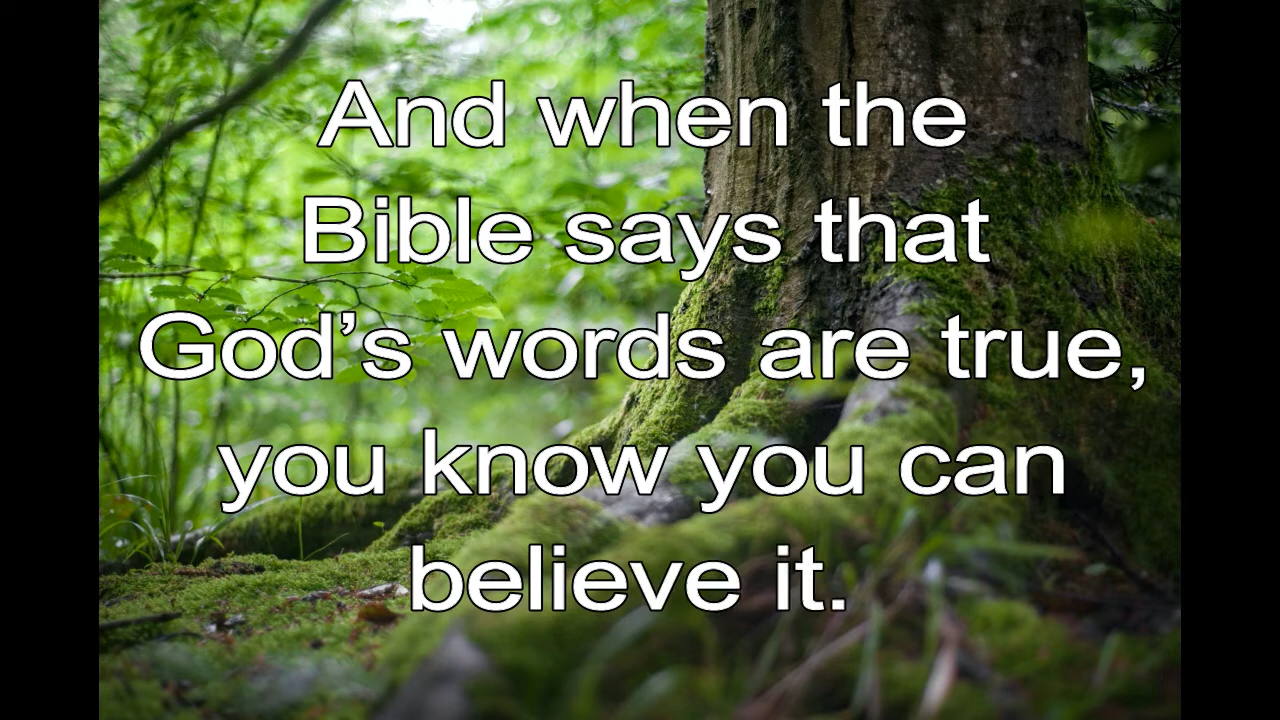 And when the
Bible says that
God’s words are true,
you know you can
believe it.